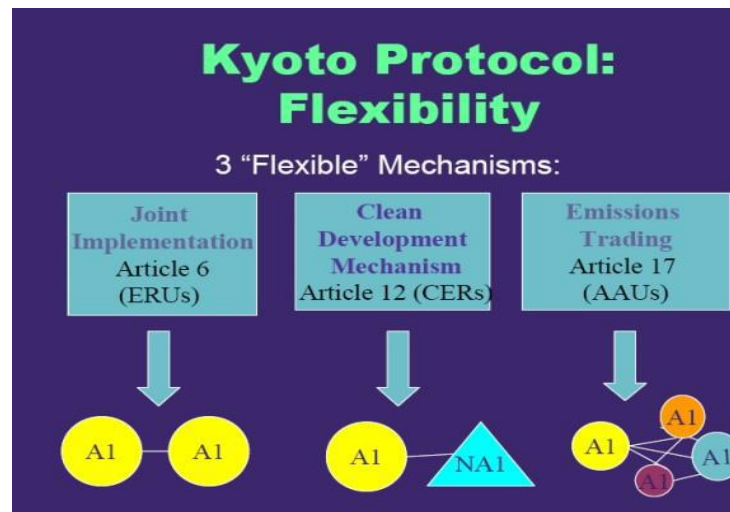 Kyoto Protocol:
Flexibility
3 “Flexible” Mechanisms:
Joint
Implementation
Article 6
(ERUs)
Clean
Development
Mechanism
Article 12 (CERs)
Emissions
Trading
Article 17
(AAUs)
A1
A1
A1
NA1
A1
A1
A1
A1